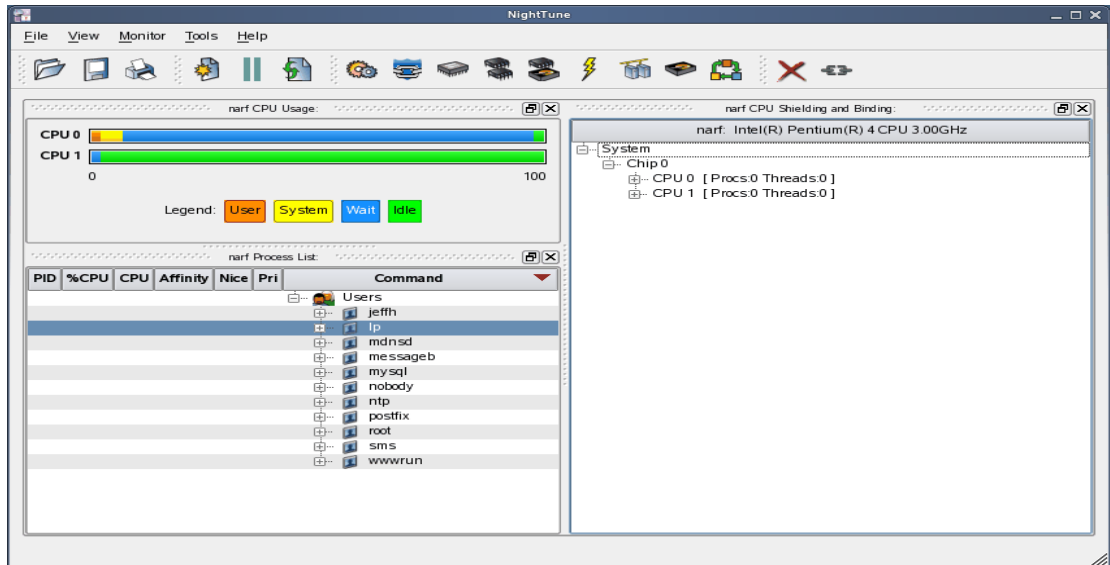 NightTune
File View Monitor Tools Help
narf CPU Usage:
CPU 0
CPU 1
0 100
Legend: User System Wait Idle
narf Process List:
PID %CPU CPU Affinity Nice Pri Command
Users
jeffh
lp
mdnsd
messageb
mysql
nobody
ntp
postfix
root
sms
wwwrun
narf CPU Shielding and Binding:
narf: Intel(R) Pentium(R) 4 CPU 3.00GHz
System
Chip 0
CPU 0 [ Procs:0 Threads:0 ]
CPU 1 [ Procs:0 Threads:0 ]